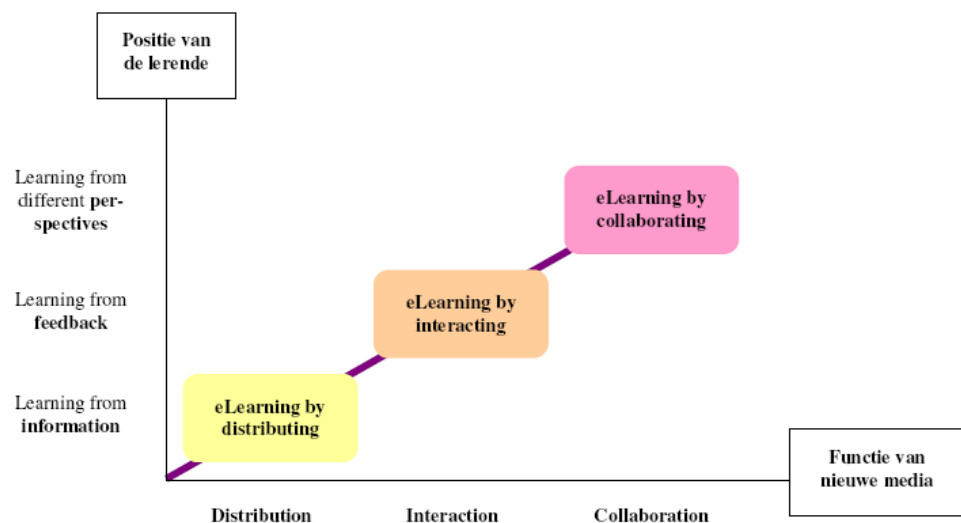 Positie van
de lerende
Learning from
different per-
spectives
eLearning by
collaborating
Learning from
feedback
eLearning by
interacting
Learning from
information
eLearning by
distributing
Functie van
nieuwe media
Distribution
Interaction
Collaboration